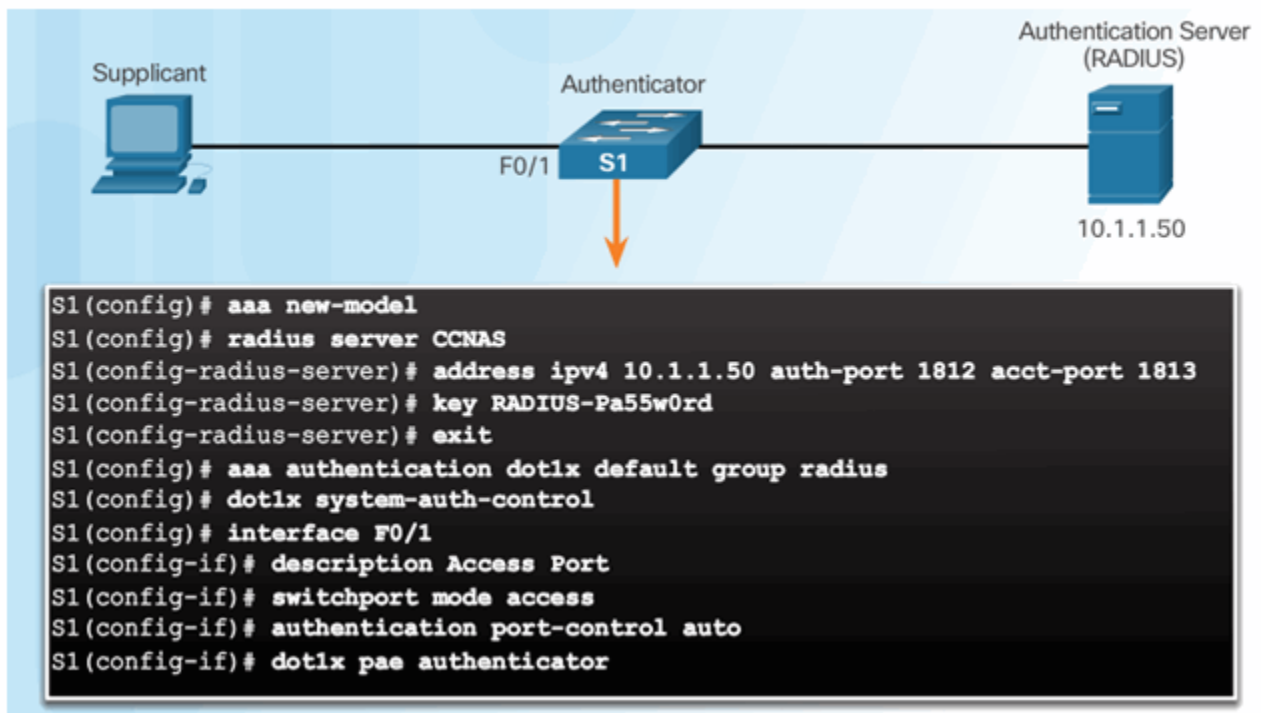 Authentication Server
(RADIUS)
Supplicant
Authenticator
F0/1
S1
10.1.1.50
S1(config)# aaa new-model
S1(config)# radius server CCNAS
S1(config-radius-server)# address ipv4 10.1.1.50 auth-port 1812 acct-port 1813
S1(config-radius-server)# key RADIUS-Pa55w0rd
S1(config-radius-server)# exit
S1(config)# aaa authentication dot1x default group radius
S1(config)# dot1x system-auth-control
S1(config)# interface F0/1
S1(config-if)# description Access Port
S1(config-if)# switchport mode access
S1(config-if)# authentication port-control auto
S1(config-if)# dot1x pae authenticator